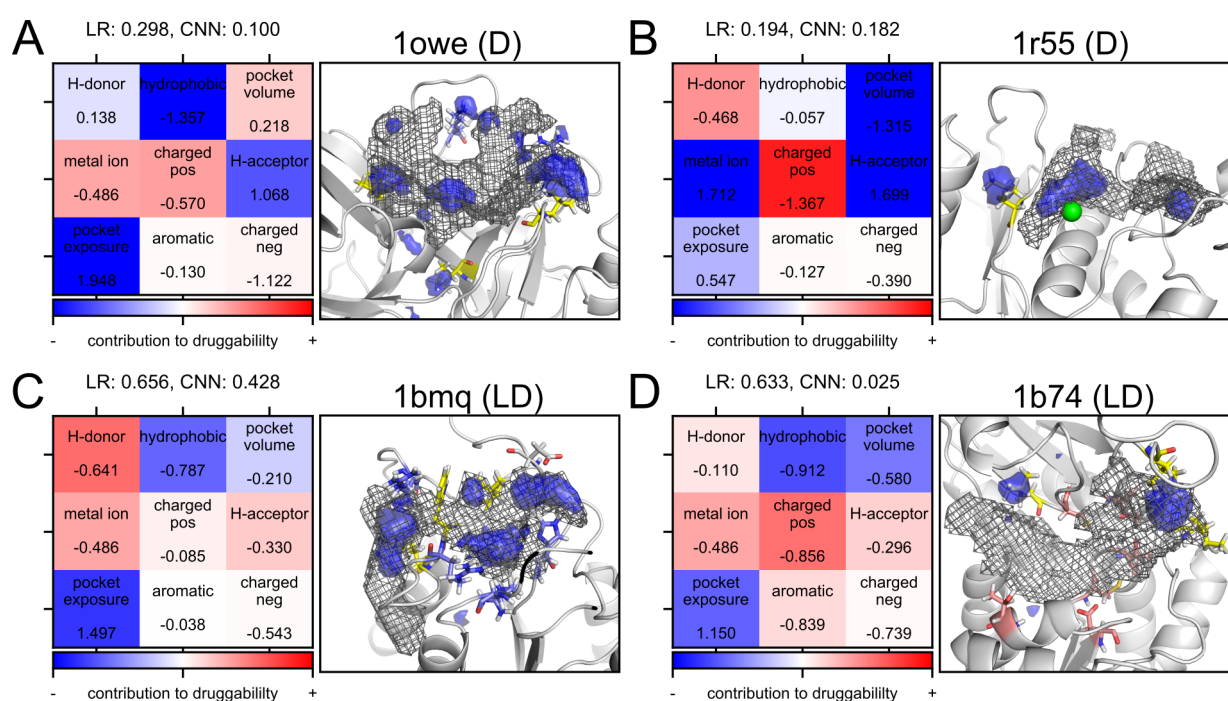 A
LR: 0.298, CNN: 0.100
1owe (D)
H-donor
0.138
hydrophobic
-1.357
pocket
volume
0.218
metal ion
-0.486
charged
pos
-0.570
H-acceptor
1.068
pocket
exposure
1.948
aromatic
-0.130
charged
neg
-1.122
- contribution to druggabililty +
B
LR: 0.194, CNN: 0.182
1r55 (D)
H-donor
-0.468
hydrophobic
-0.057
pocket
volume
-1.315
metal ion
1.712
charged
pos
-1.367
H-acceptor
1.699
pocket
exposure
0.547
aromatic
-0.127
charged
neg
-0.390
- contribution to druggabililty +
C
LR: 0.656, CNN: 0.428
1bmq (LD)
H-donor
-0.641
hydrophobic
-0.787
pocket
volume
-0.210
metal ion
-0.486
charged
pos
-0.085
H-acceptor
-0.330
pocket
exposure
1.497
aromatic
-0.038
charged
neg
-0.543
- contribution to druggabililty +
D
LR: 0.633, CNN: 0.025
1b74 (LD)
H-donor
-0.110
hydrophobic
-0.912
pocket
volume
-0.580
metal ion
-0.486
charged
pos
-0.856
H-acceptor
-0.296
pocket
exposure
1.150
aromatic
-0.839
charged
neg
-0.739
- contribution to druggabililty +